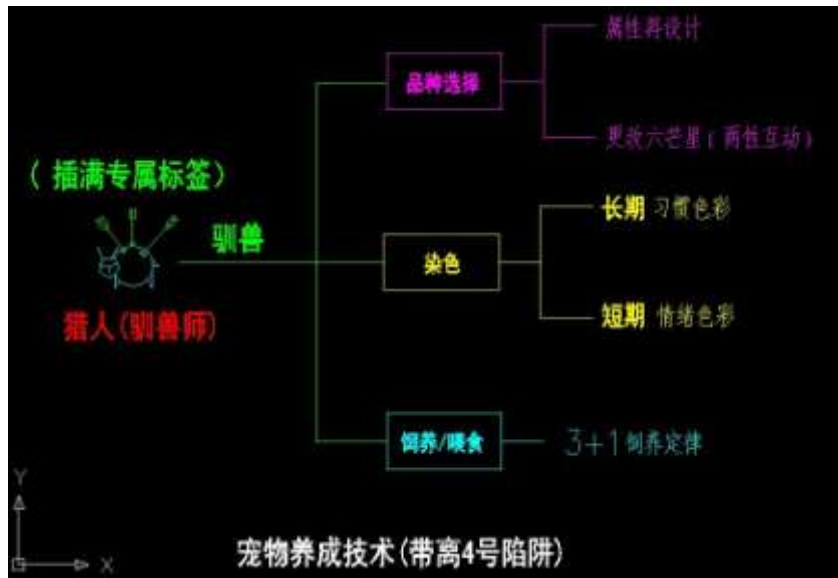 属性再设计
品种选择
更改六芒星(两性互动)
(插满专属标签)
长期 习惯色彩
驯兽
染色
猎人(驯兽师)
短期 情绪色彩
饲养/喂食
3+1饲养定律
Y
X
宠物养成技术(带离4号陷阱)